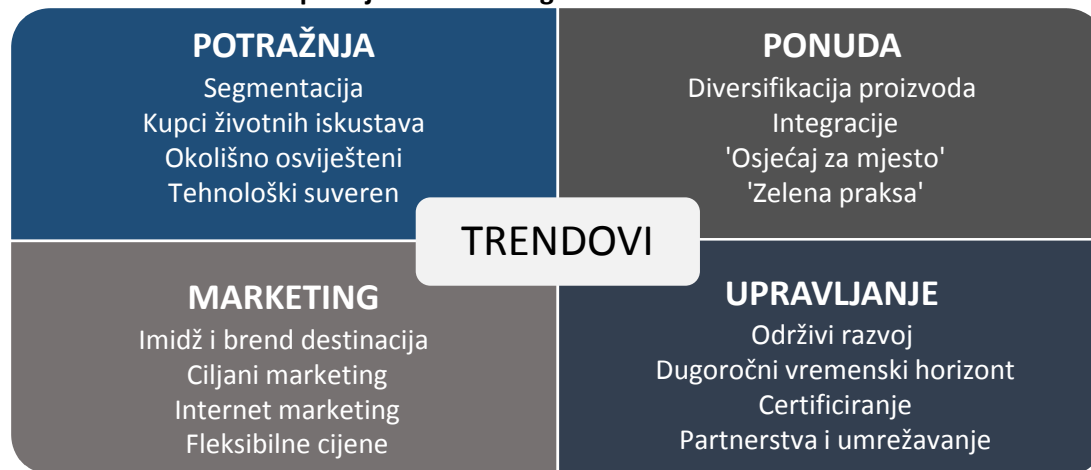 POTRAŽNJA
Segmentacija
Kupci životnih iskustava
Okolišno osviješteni
Tehnološki suveren
PONUDA
Diversifikacija proizvoda
Integracije
'Osjećaj za mjesto'
'Zelena praksa'
TRENDOVI
MARKETING
Imidž i brend destinacija
Ciljani marketing
Internet marketing
Fleksibilne cijene
UPRAVLJANJE
Održivi razvoj
Dugoročni vremenski horizont
Certificiranje
Partnerstva i umrežavanje